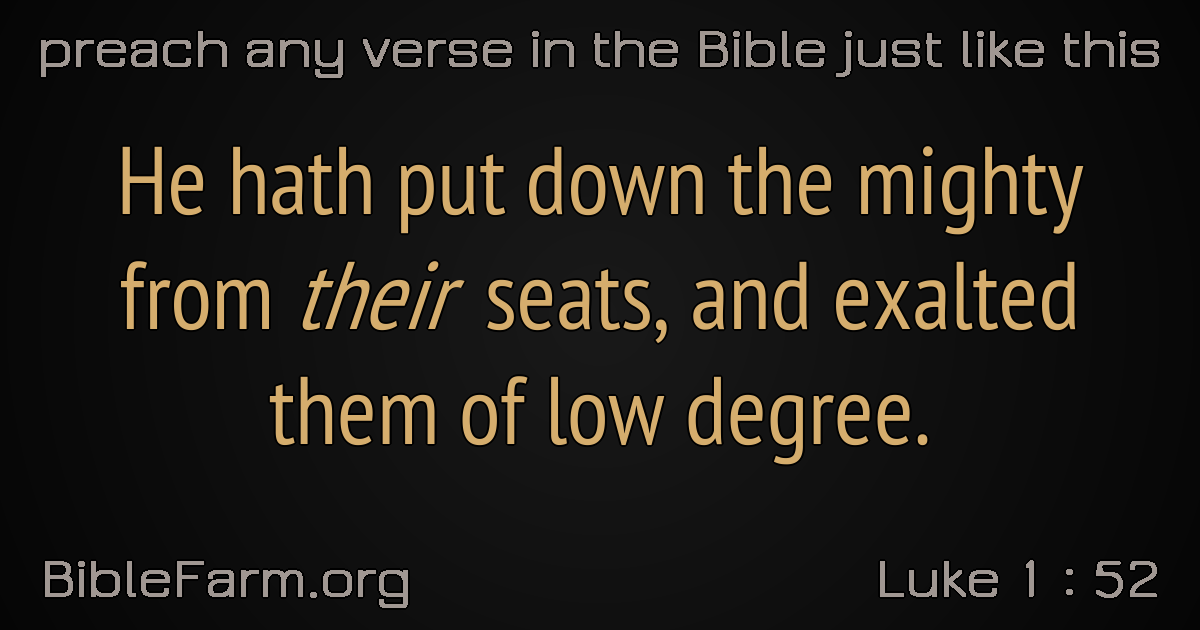 preach any verse in the Bible just like this
He hath put down the mighty
from their seats, and exalted
them of low degree.
BibleFarm.org
Luke 1 : 52